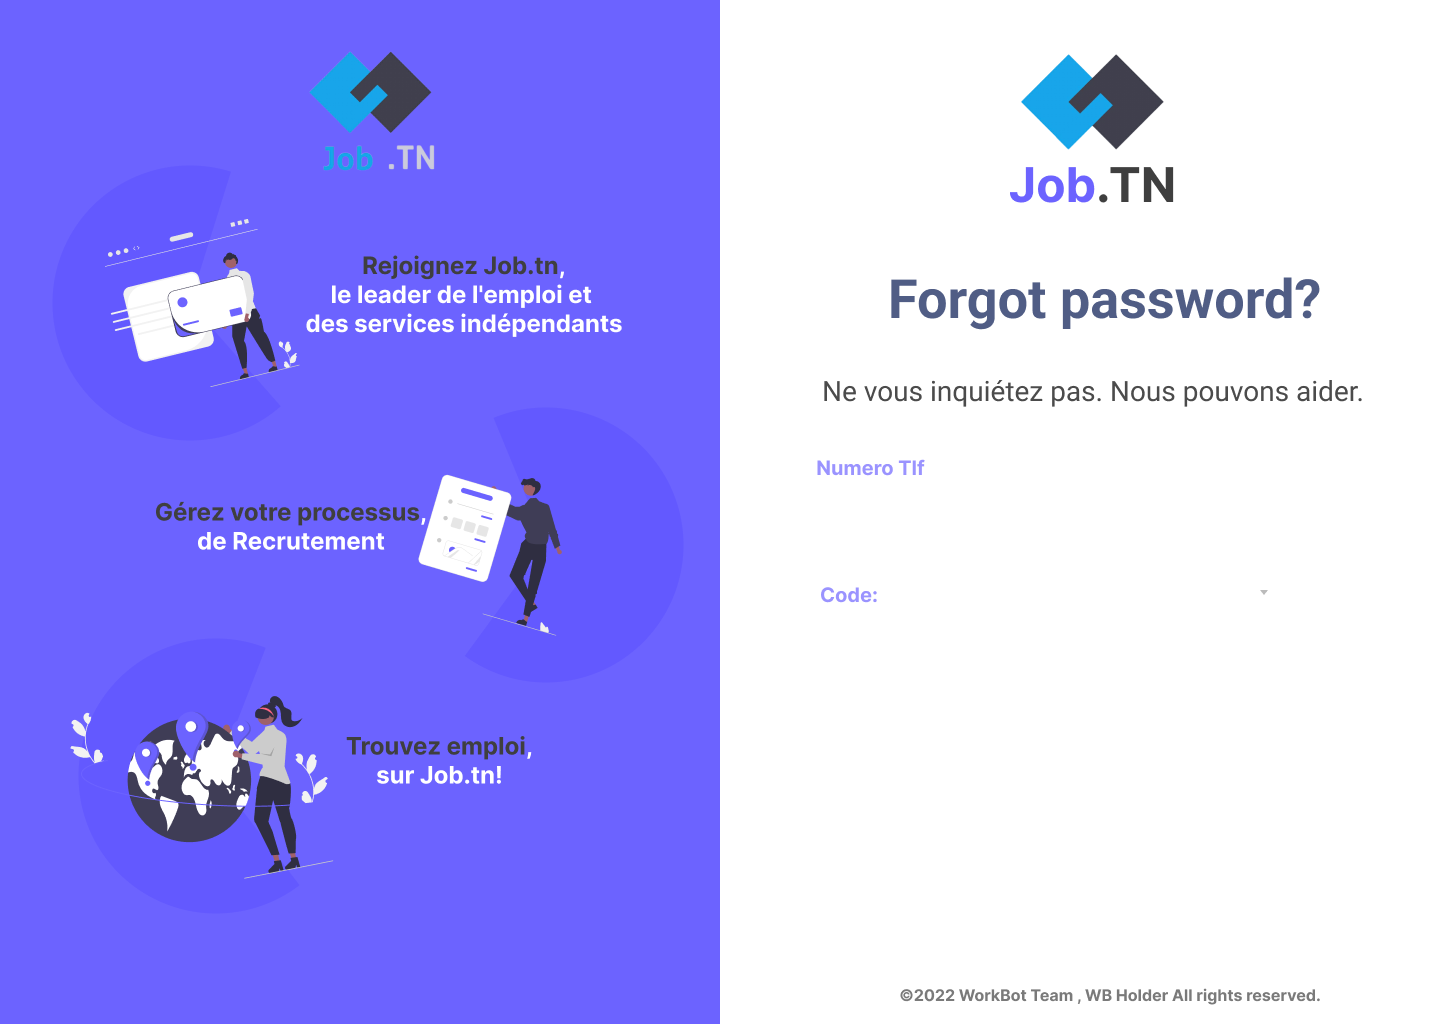 Job .TN
Rejoignez Job.tn,
le leader de l'emploi et
des services indépendants
Gérez votre processus,
de Recrutement
Trouvez emploi,
sur Job.tn!
Job.TN
Forgot password?
Ne vous inquiétez pas. Nous pouvons aider.
Numero Tlf
Code:
©2022 WorkBot Team , WB Holder All rights reserved.